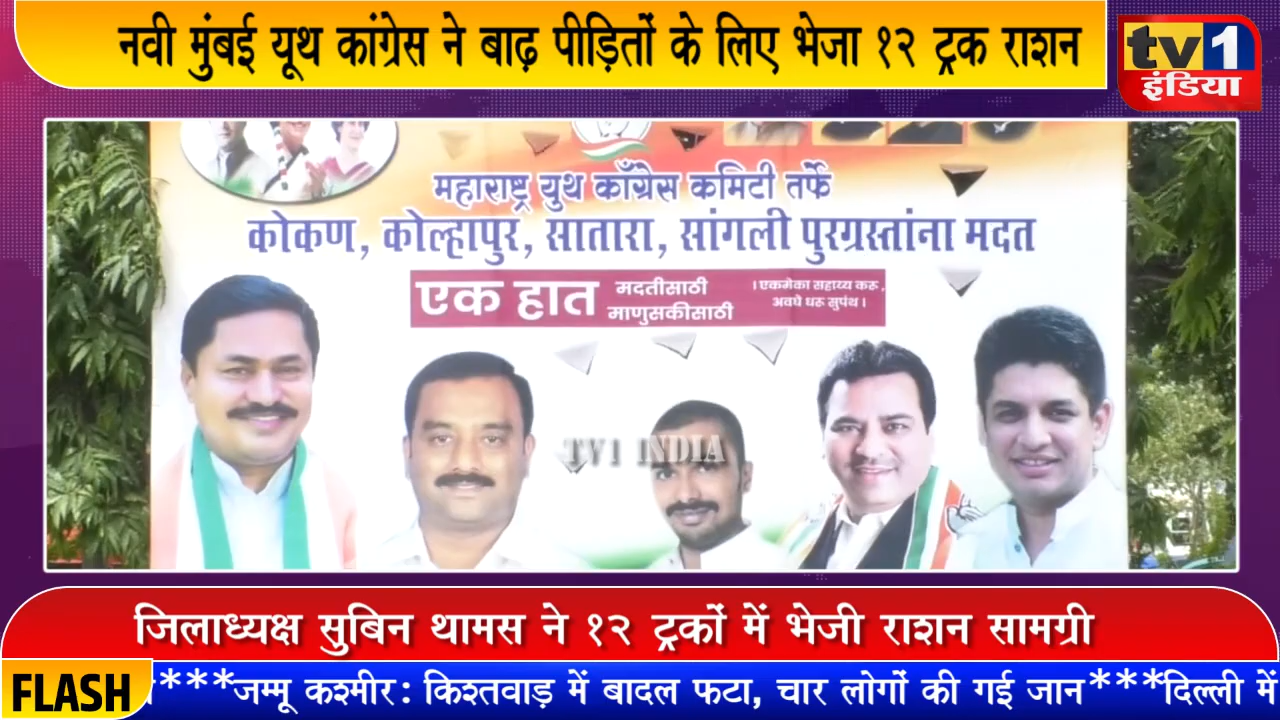 नवी मुंबई यूथ कांग्रेस ने बाढ़ पीड़ितों के लिए भेजा १२ ट्रक राशन
tv1
इंडिया
महाराष्ट्र युथ काँग्रेस कमिटी तर्फे
कोकण, कोल्हापुर, सातारा, सांगली पुरग्रस्तांना मदत
एक हात
मदतीसाठी
माणुसकीसाठी
। एकमेका सहाय्य करू,
अवघे धरू सुपंथ ।
TV1 INDIA
जिलाध्यक्ष सुबिन थामस ने १२ ट्रकों में भेजी राशन सामग्री
FLASH
***जम्मू कश्मीर: किश्तवाड़ में बादल फटा, चार लोगों की गई जान***दिल्ली में